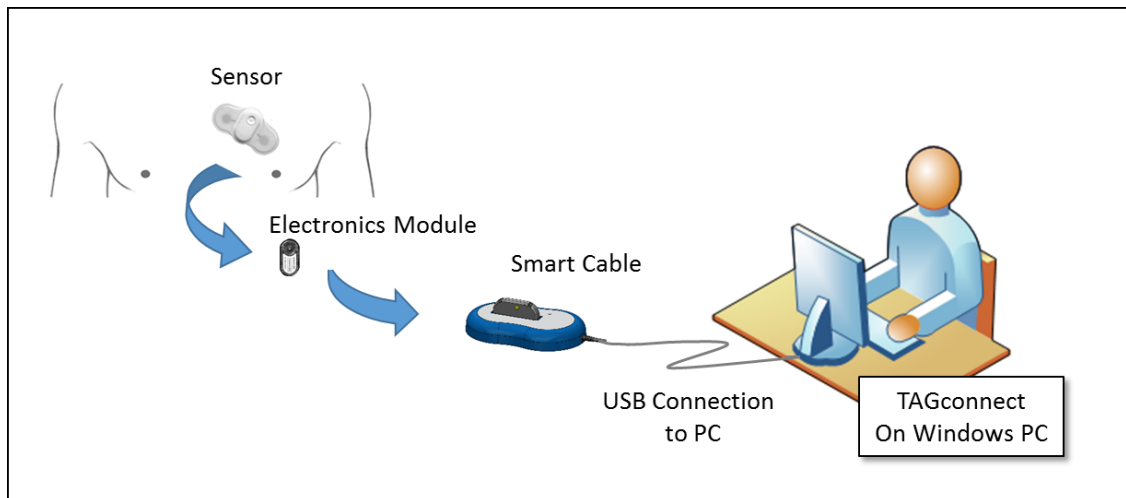 Sensor
Electronics Module
Smart Cable
USB Connection
to PC
TAGconnect
On Windows PC